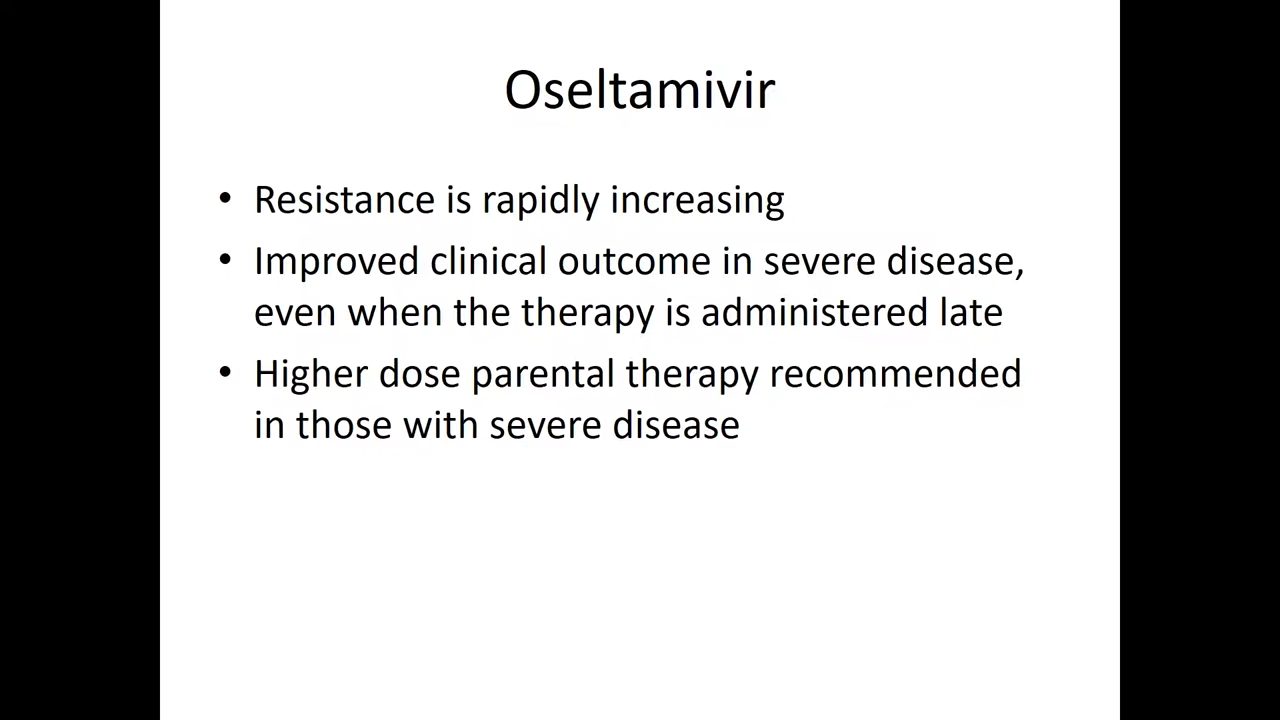 Oseltamivir
• Resistance is rapidly increasing
• Improved clinical outcome in severe disease,
even when the therapy is administered late
• Higher dose parental therapy recommended
in those with severe disease